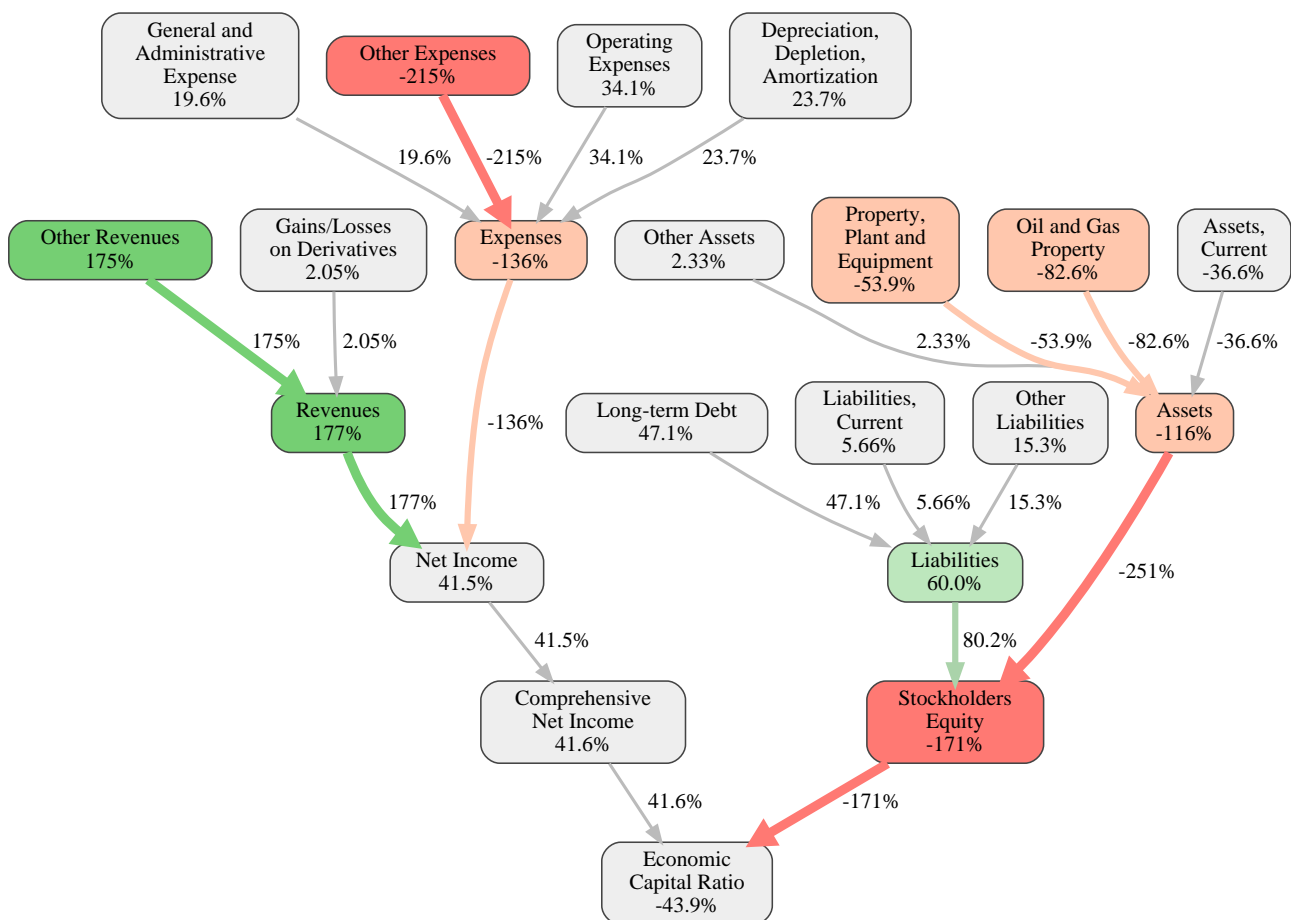 General and
Administrative
Expense
19.6%
Other Expenses
-215%
Operating
Expenses
34.1%
Depreciation,
Depletion,
Amortization
23.7%
19.6%
-215%
34.1%
23.7%
Other Revenues
175%
Gains/Losses
on Derivatives
2.05%
Expenses
-136%
Other Assets
2.33%
Property,
Plant and
Equipment
-53.9%
Oil and Gas
Property
-82.6%
Assets,
Current
-36.6%
175%
2.05%
2.33%
-53.9%
-82.6%
-36.6%
Revenues
177%
-136%
Long-term Debt
47.1%
Liabilities,
Current
5.66%
Other
Liabilities
15.3%
Assets
-116%
177%
47.1%
5.66%
15.3%
Net Income
41.5%
Liabilities
60.0%
-251%
41.5%
80.2%
Comprehensive
Net Income
41.6%
Stockholders
Equity
-171%
41.6%
-171%
Economic
Capital Ratio
-43.9%